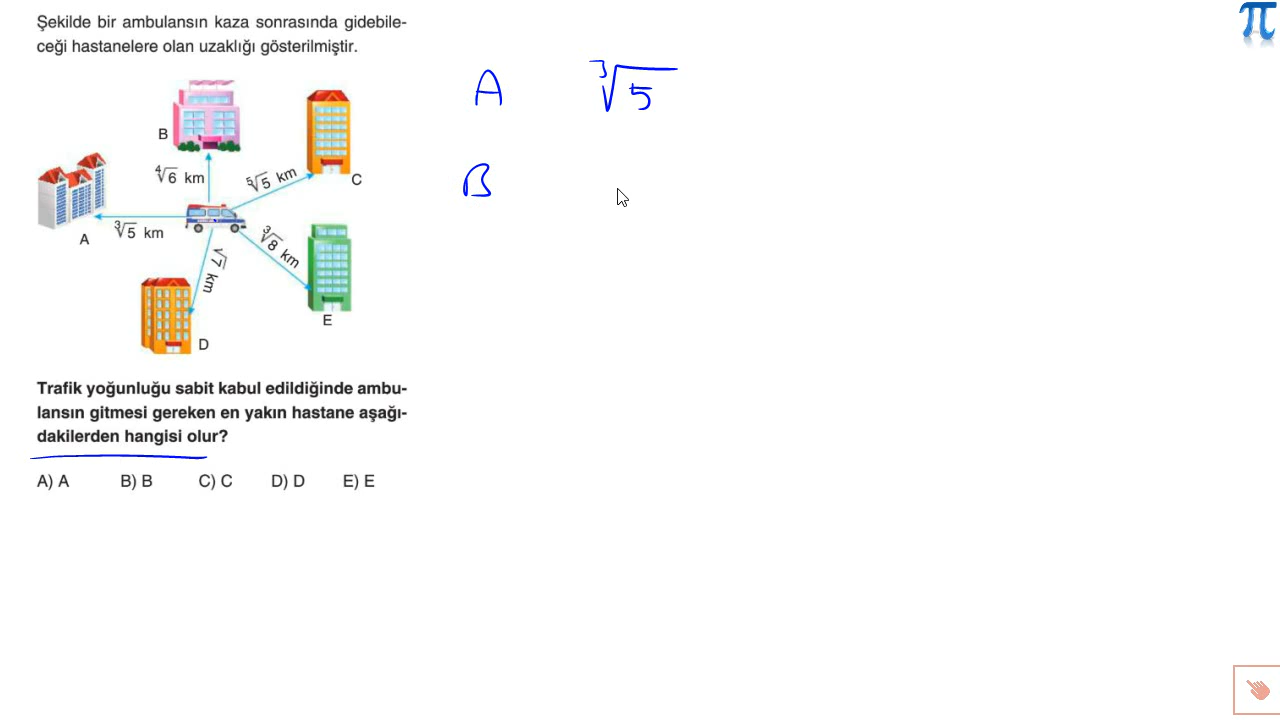 Şekilde bir ambulansın kaza sonrasında gidebile-
ceği hastanelere olan uzaklığı gösterilmiştir.
A ∛5
B
B
C
∜6 km
⁵√5 km
A
∛5 km
∛8 km
√7 km
E
D
Trafik yoğunluğu sabit kabul edildiğinde ambu-
lansın gitmesi gereken en yakın hastane aşağı-
dakilerden hangisi olur?
A) A B) B C) C D) D E) E
π